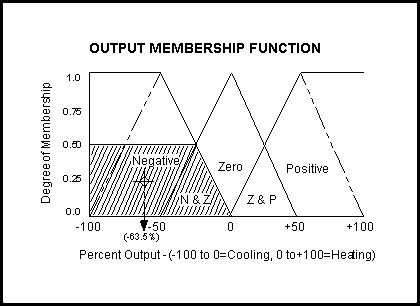 OUTPUT MEMBERSHIP FUNCTION
Degree of Membership
1.0
0.75
0.50
0.25
0.0
Negative
Zero
Positive
N & Z
Z & P
-100
-50
0
+50
+100
(-63.5%)
Percent Output - (-100 to 0=Cooling, 0 to+100=Heating)